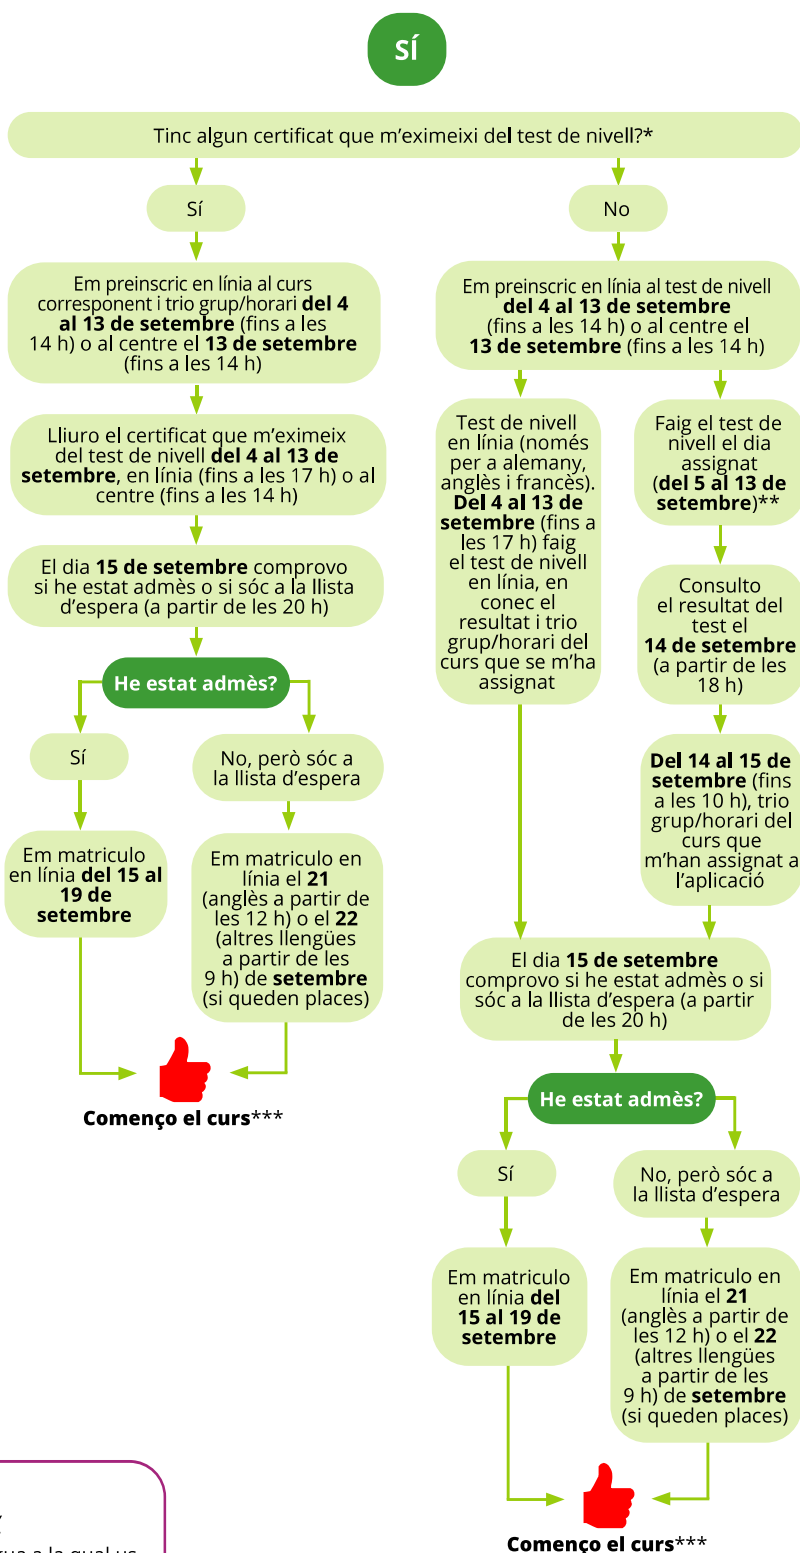 SÍ
Tinc algun certificat que m’eximeixi del test de nivell?*
Sí
Em preinscric en línia al curs
corresponent i trio grup/horari del 4
al 13 de setembre (fins a les
14 h) o al centre el 13 de setembre
(fins a les 14 h)
Lliuro el certificat que m’eximeix
del test de nivell del 4 al 13 de
setembre, en línia (fins a les 17 h) o al
centre (fins a les 14 h)
El dia 15 de setembre comprovo
si he estat admès o si sóc a la llista
d’espera (a partir de les 20 h)
He estat admès?
Sí
Em matriculo
en línia del 15 al
19 de
setembre
No, però sóc a
la llista d’espera
Em matriculo en
línia el 21
(anglès a partir de
les 12 h) o el 22
(altres llengües
a partir de les
9 h) de setembre
(si queden places)
Començo el curs***
No
Em preinscric en línia al test de nivell
del 4 al 13 de setembre
(fins a les 14 h) o al centre el
13 de setembre (fins a les 14 h)
Test de nivell
en línia (només
per a alemany,
anglès i francès).
Del 4 al 13 de
setembre (fins a
les 17 h) faig
el test de nivell
en línia, en
conec el
resultat i trio
grup/horari del
curs que se m’ha
assignat
Faig el test de
nivell el dia
assignat
(del 5 al 13 de
setembre)**
Consulto
el resultat del
test el
14 de setembre
(a partir de les
18 h)
Del 14 al 15 de
setembre (fins
a les 10 h), trio
grup/horari del
curs que
m’han assignat a
l’aplicació
El dia 15 de setembre
comprovo si he estat admès o si
sóc a la llista d’espera (a partir
de les 20 h)
He estat admès?
Sí
Em matriculo
en línia del
15 al 19 de
setembre
No, però sóc a
la llista d’espera
Em matriculo en
línia el 21
(anglès a partir de
les 12 h) o el 22
(altres llengües
a partir de les
9 h) de setembre
(si queden places)
Començo el curs***
a la qual us